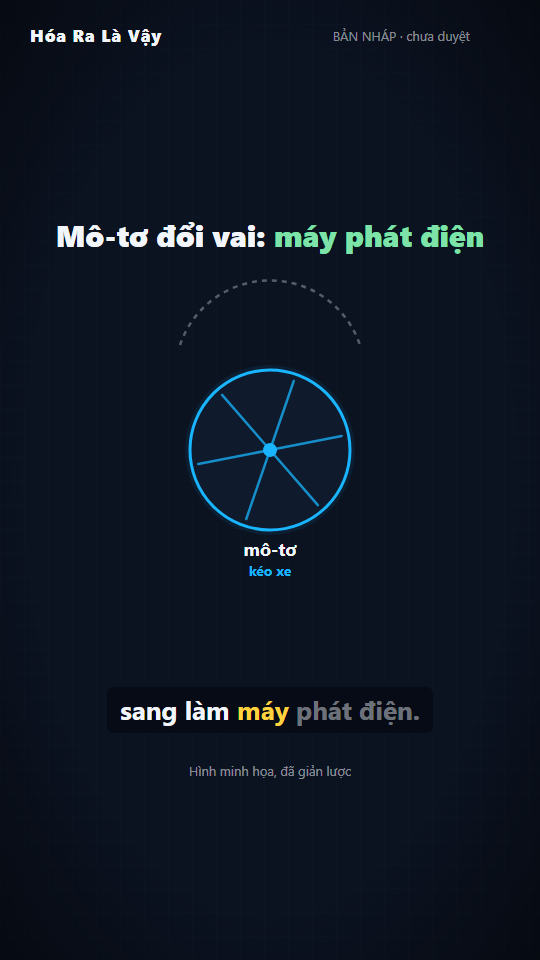 Hóa Ra Là Vậy
BẢN NHÁP · chưa duyệt
Mô-tơ đổi vai: máy phát điện
mô-tơ
kéo xe
sang làm máy phát điện.
Hình minh họa, đã giản lược